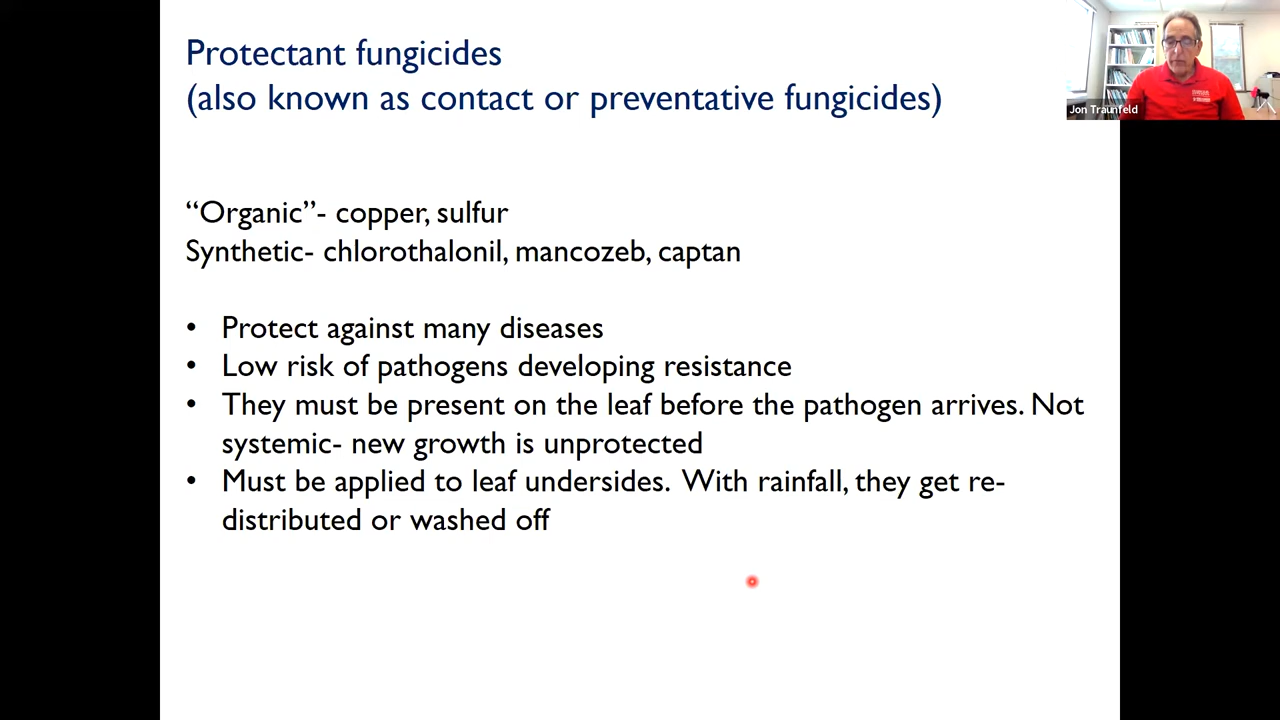 Protectant fungicides
(also known as contact or preventative fungicides)
“Organic”- copper, sulfur
Synthetic- chlorothalonil, mancozeb, captan
• Protect against many diseases
• Low risk of pathogens developing resistance
• They must be present on the leaf before the pathogen arrives. Not
systemic- new growth is unprotected
• Must be applied to leaf undersides.  With rainfall, they get re-
distributed or washed off
Jon Traunfeld